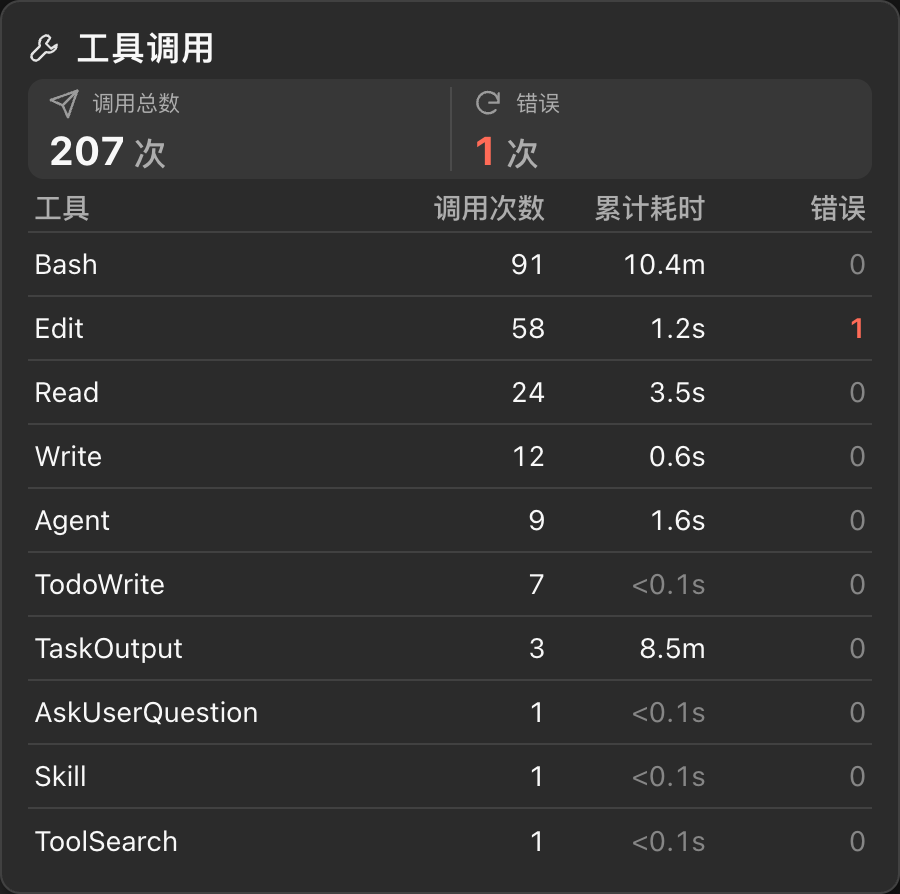 工具调用
调用总数 错误
207 次 1 次
工具 调用次数 累计耗时 错误
Bash 91 10.4m 0
Edit 58 1.2s 1
Read 24 3.5s 0
Write 12 0.6s 0
Agent 9 1.6s 0
TodoWrite 7 <0.1s 0
TaskOutput 3 8.5m 0
AskUserQuestion 1 <0.1s 0
Skill 1 <0.1s 0
ToolSearch 1 <0.1s 0